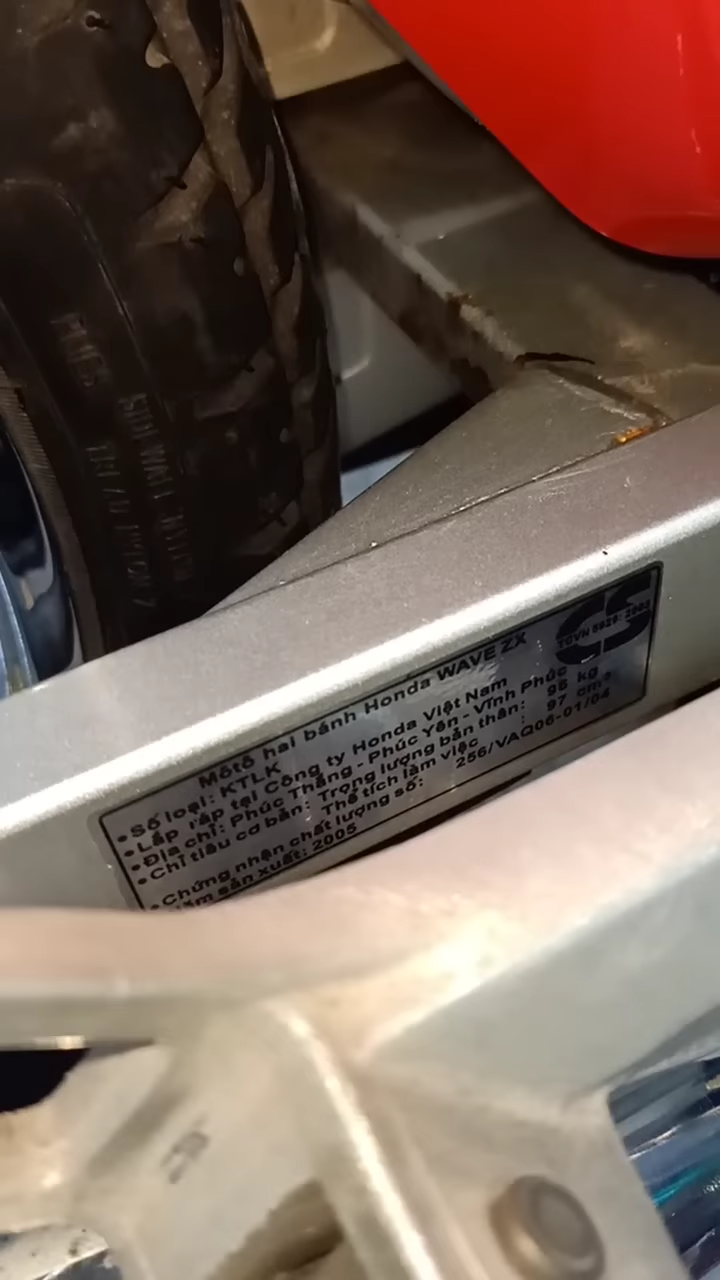 Môtô hai bánh Honda WAVE ZX
CS
TCVN 5929: 2001
•Số loại: KTLK
•Lắp ráp tại Công ty Honda Việt Nam
•Địa chỉ: Phúc Thắng - Phúc Yên - Vĩnh Phúc
•Chỉ tiêu cơ bản: Trọng lượng bản thân: 96 kg
Thể tích làm việc : 97 cm³
•Chứng nhận chất lượng số: 256/VAQ06-01/04
Năm sản xuất: 2005